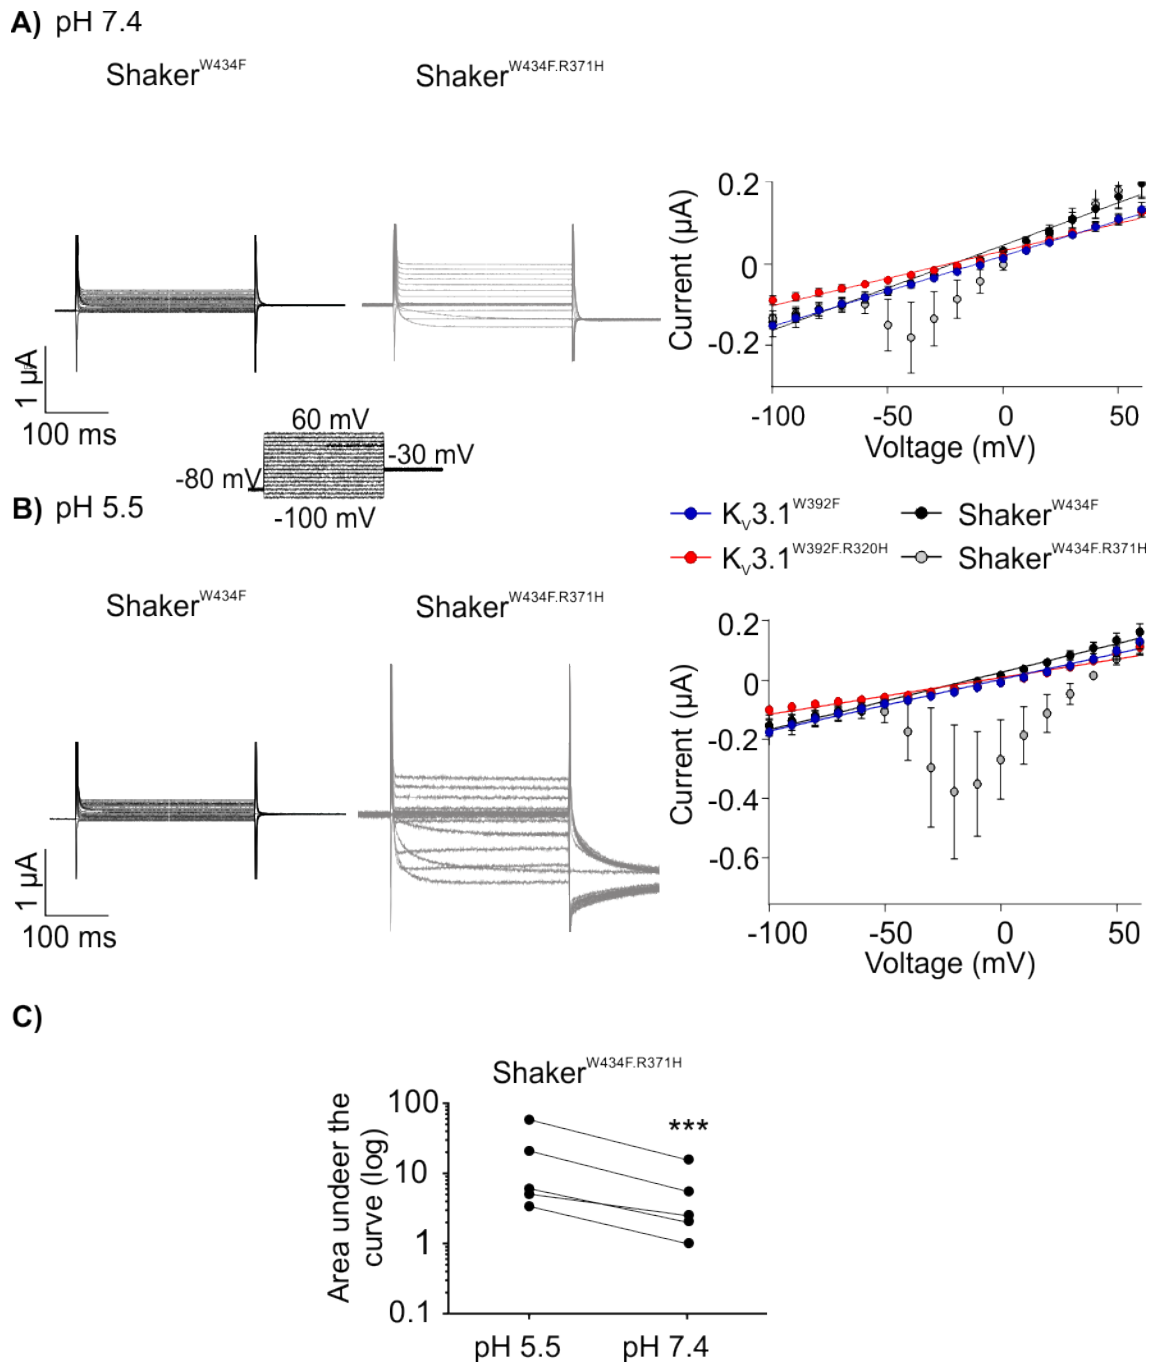 A) pH 7.4
Shaker^W434F
Shaker^W434F.R371H
1 µA
100 ms
60 mV
-80 mV
-30 mV
-100 mV
Current (µA)
0.2
0
-0.2
-100 -50 0 50
Voltage (mV)
B) pH 5.5
K_V3.1^W392F
Shaker^W434F
K_V3.1^W392F.R320H
Shaker^W434F.R371H
Shaker^W434F
Shaker^W434F.R371H
1 µA
100 ms
Current (µA)
0.2
0
-0.2
-0.4
-0.6
-100 -50 0 50
Voltage (mV)
C)
Shaker^W434F.R371H
Area undeer the
curve (log)
100
10
1
0.1
***
pH 5.5 pH 7.4